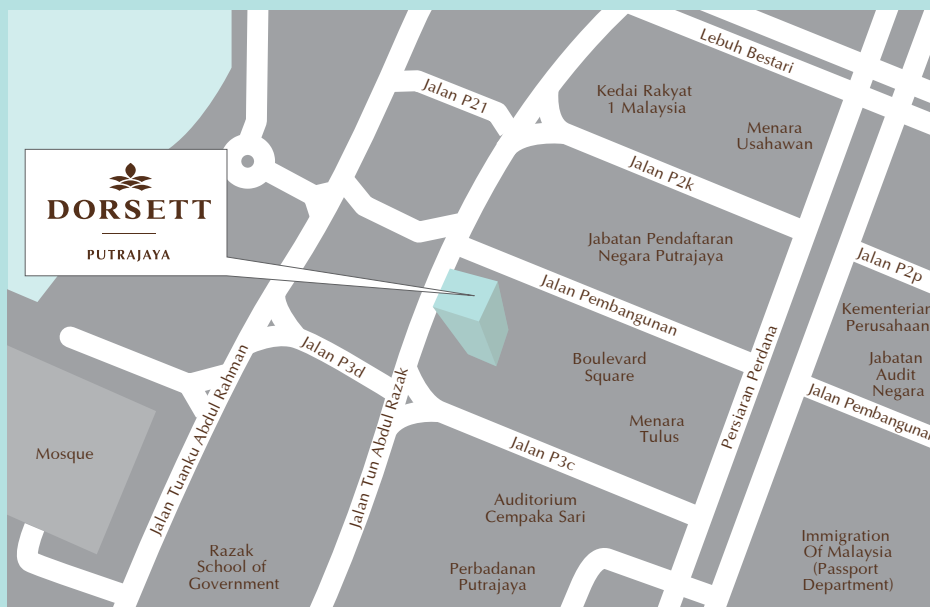 Lebuh Bestari
Jalan P21
Kedai Rakyat
1 Malaysia
Menara
Usahawan
Jalan P2k
DORSETT
PUTRAJAYA
Jabatan Pendaftaran
Negara Putrajaya
Jalan P2p
Jalan Pembangunan
Kementerian
Perusahaan
Jalan P3d
Boulevard
Square
Jabatan
Audit
Negara
Persiaran Perdana
Jalan Pembangunan
Jalan Tuanku Abdul Rahman
Jalan Tun Abdul Razak
Menara
Tulus
Mosque
Jalan P3c
Auditorium
Cempaka Sari
Razak
School of
Government
Perbadanan
Putrajaya
Immigration
Of Malaysia
(Passport
Department)